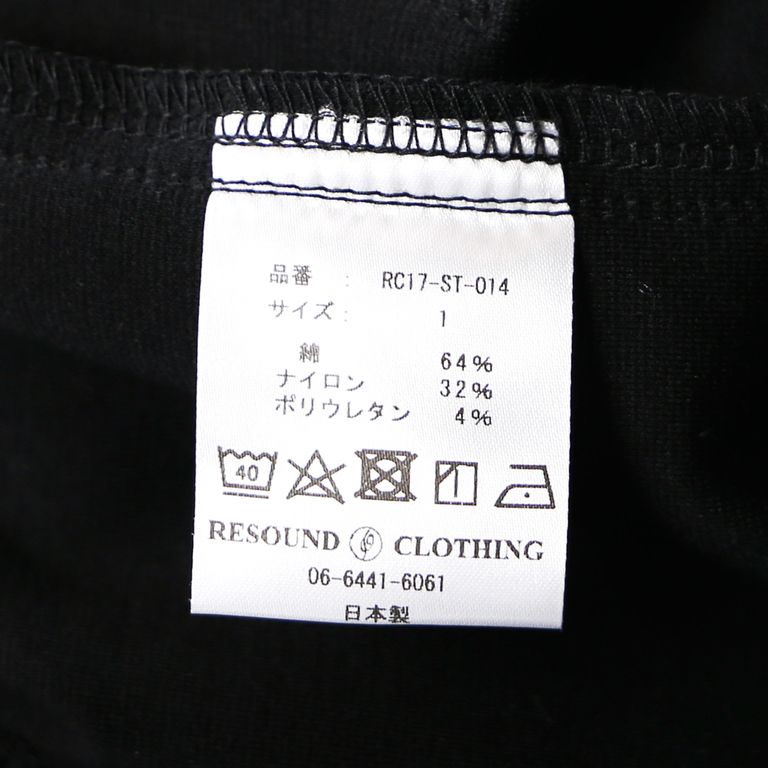 品番 : RC17-ST-014
サイズ : 1
綿 64%
ナイロン 32%
ポリウレタン 4%
40
RESOUND CLOTHING
06-6441-6061
日本製